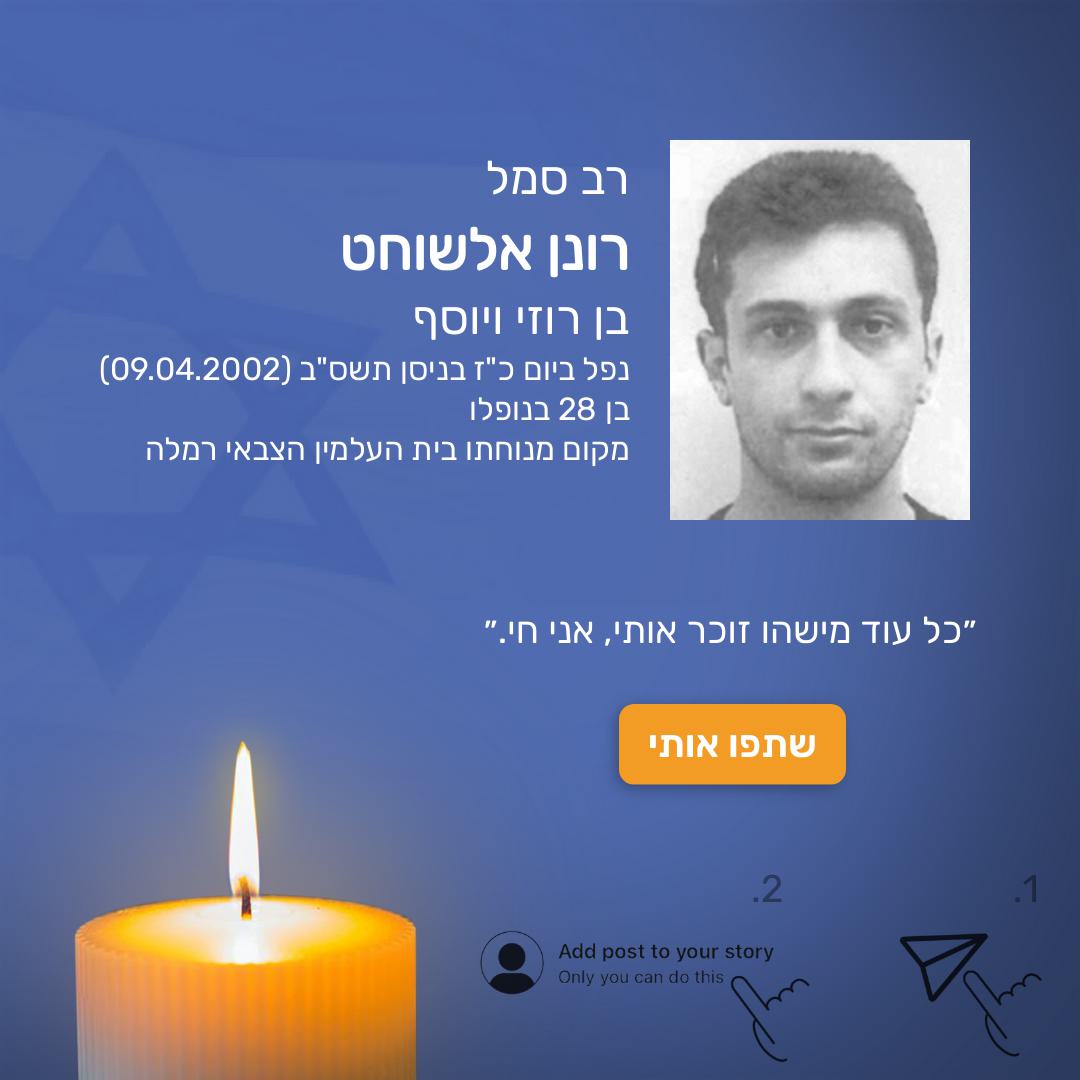 רב סמל
רונן אלשוחט
בן רוזי ויוסף
נפל ביום כ"ז בניסן תשס"ב (09.04.2002)
בן 28 בנופלו
מקום מנוחתו בית העלמין הצבאי רמלה
״כל עוד מישהו זוכר אותי, אני חי.״
שתפו אותי
1.
2.
Add post to your story
Only you can do this